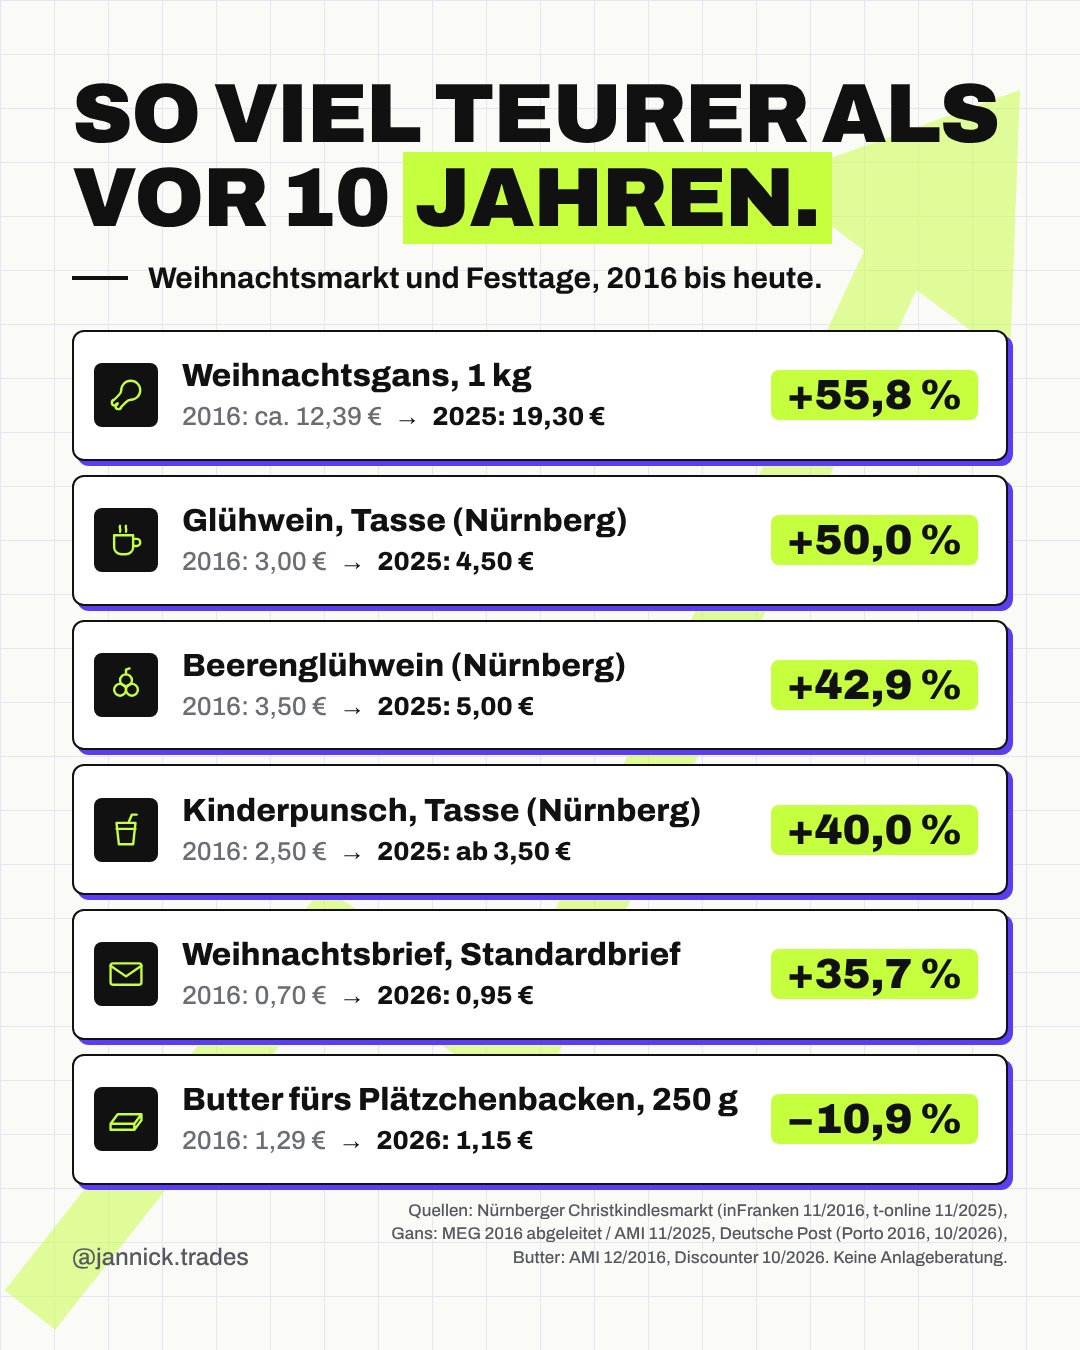 SO VIEL TEURER ALS
VOR 10 JAHREN.
Weihnachtsmarkt und Festtage, 2016 bis heute.
Weihnachtsgans, 1 kg
2016: ca. 12,39 € → 2025: 19,30 €
+55,8 %
Glühwein, Tasse (Nürnberg)
2016: 3,00 € → 2025: 4,50 €
+50,0 %
Beerenglühwein (Nürnberg)
2016: 3,50 € → 2025: 5,00 €
+42,9 %
Kinderpunsch, Tasse (Nürnberg)
2016: 2,50 € → 2025: ab 3,50 €
+40,0 %
Weihnachtsbrief, Standardbrief
2016: 0,70 € → 2026: 0,95 €
+35,7 %
Butter fürs Plätzchenbacken, 250 g
2016: 1,29 € → 2026: 1,15 €
–10,9 %
Quellen: Nürnberger Christkindlesmarkt (inFranken 11/2016, t-online 11/2025),
Gans: MEG 2016 abgeleitet / AMI 11/2025, Deutsche Post (Porto 2016, 10/2026),
Butter: AMI 12/2016, Discounter 10/2026. Keine Anlageberatung.
@jannick.trades